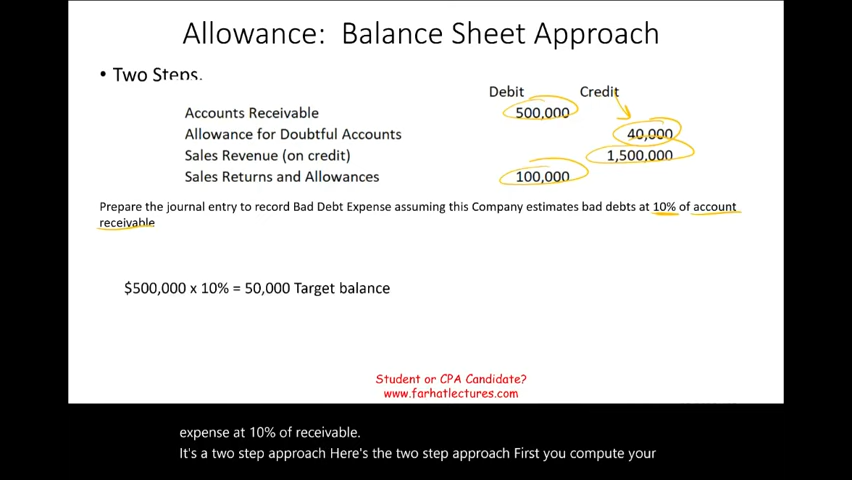 Allowance: Balance Sheet Approach
• Two Steps.
Debit Credit
Accounts Receivable 500,000
Allowance for Doubtful Accounts 40,000
Sales Revenue (on credit) 1,500,000
Sales Returns and Allowances 100,000
Prepare the journal entry to record Bad Debt Expense assuming this Company estimates bad debts at 10% of account
receivable
$500,000 x 10% = 50,000 Target balance
Student or CPA Candidate?
www.farhatlectures.com
expense at 10% of receivable.
It's a two step approach Here's the two step approach First you compute your